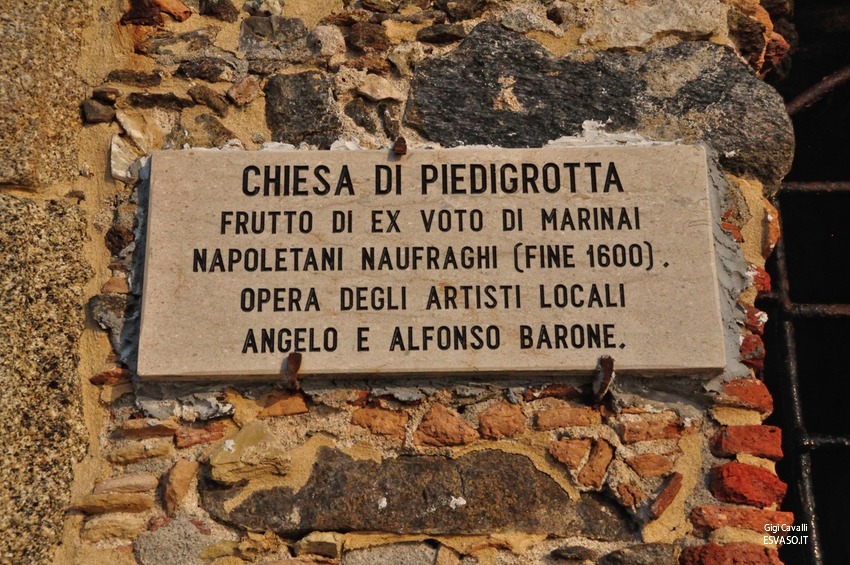 CHIESA DI PIEDIGROTTA
FRUTTO DI EX VOTO DI MARINAI
NAPOLETANI NAUFRAGHI (FINE 1600).
OPERA DEGLI ARTISTI LOCALI
ANGELO E ALFONSO BARONE.
Gigi Cavalli
ESVASO.IT